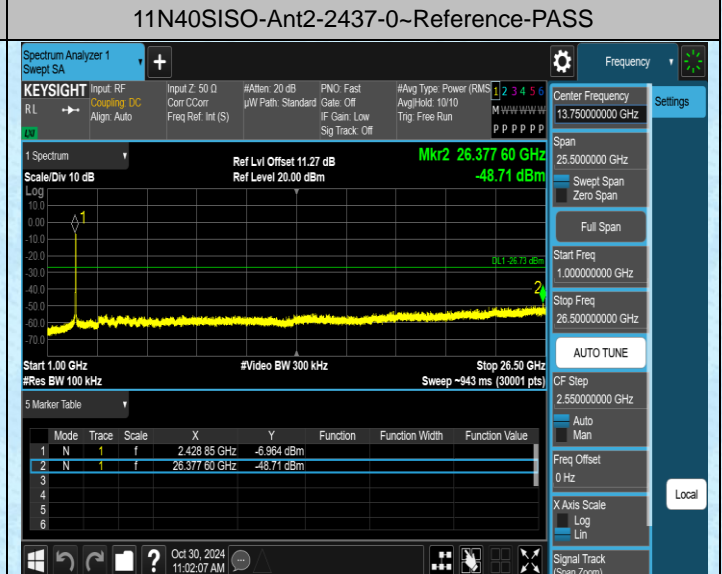 11N40SISO-Ant2-2437-0~Reference-PASS
Spectrum Analyzer 1
Swept SA
+
Frequency
KEYSIGHT
RL
Input: RF
Coupling: DC
Align: Auto
Input Z: 50 Ω
Corr CCorr
Freq Ref: Int (S)
#Atten: 20 dB
µW Path: Standard
PNO: Fast
Gate: Off
IF Gain: Low
Sig Track: Off
#Avg Type: Power (RMS
Avg|Hold: 10/10
Trig: Free Run
1 2 3 4 5 6
M W W W W W
P P P P P P
Center Frequency
13.750000000 GHz
Settings
Span
25.5000000 GHz
Swept Span
Zero Span
Full Span
Start Freq
1.000000000 GHz
Stop Freq
26.500000000 GHz
AUTO TUNE
CF Step
2.550000000 GHz
Auto
Man
Freq Offset
0 Hz
X Axis Scale
Log
Lin
Signal Track
(Span Zoom)
Local
1 Spectrum
Scale/Div 10 dB
Ref Lvl Offset 11.27 dB
Ref Level 20.00 dBm
Mkr2 26.377 60 GHz
-48.71 dBm
Log
10.0
0.00
-10.0
-20.0
-30.0
-40.0
-50.0
-60.0
-70.0
1
DL1 -26.73 dBm
2
Start 1.00 GHz
#Res BW 100 kHz
#Video BW 300 kHz
Stop 26.50 GHz
Sweep ~943 ms (30001 pts)
5 Marker Table
Mode Trace Scale X Y Function Function Width Function Value
1 N 1 f 2.428 85 GHz -6.964 dBm
2 N 1 f 26.377 60 GHz -48.71 dBm
3
4
5
6
?
Oct 30, 2024
11:02:07 AM